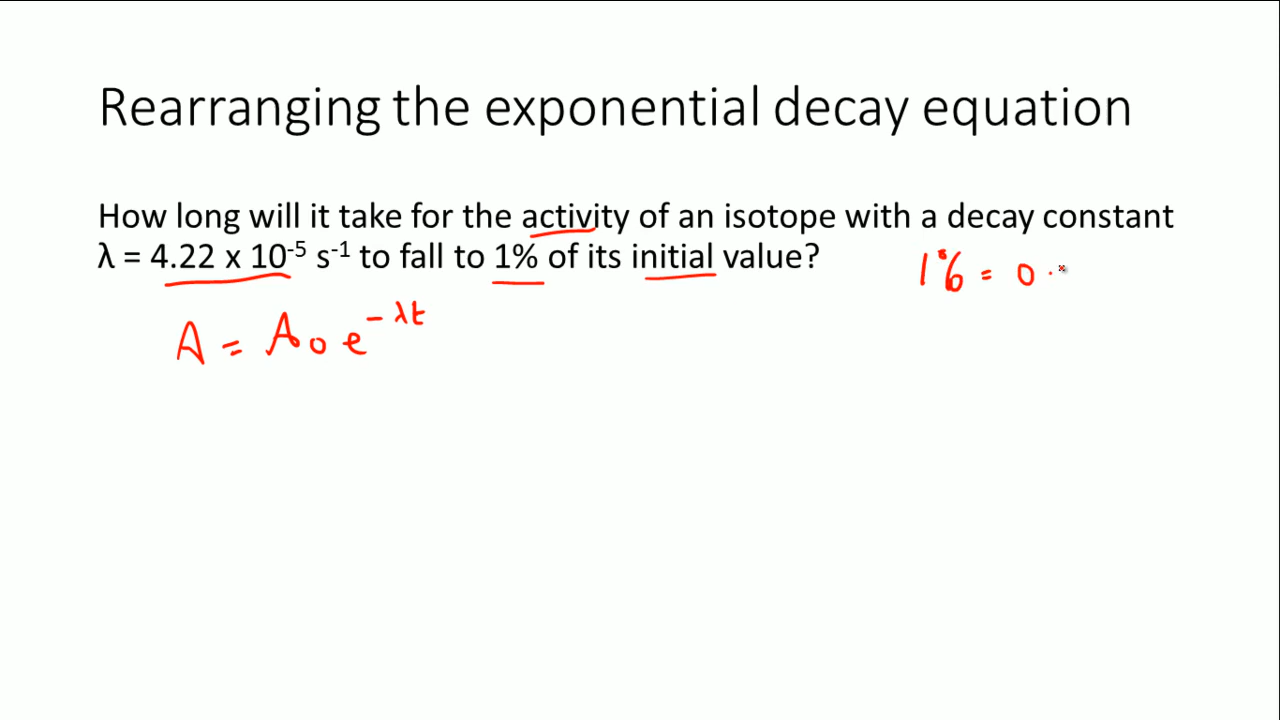 Rearranging the exponential decay equation
How long will it take for the activity of an isotope with a decay constant
λ = 4.22 x 10⁻⁵ s⁻¹ to fall to 1% of its initial value?
1% = 0.
A = A₀ e^(-λt)